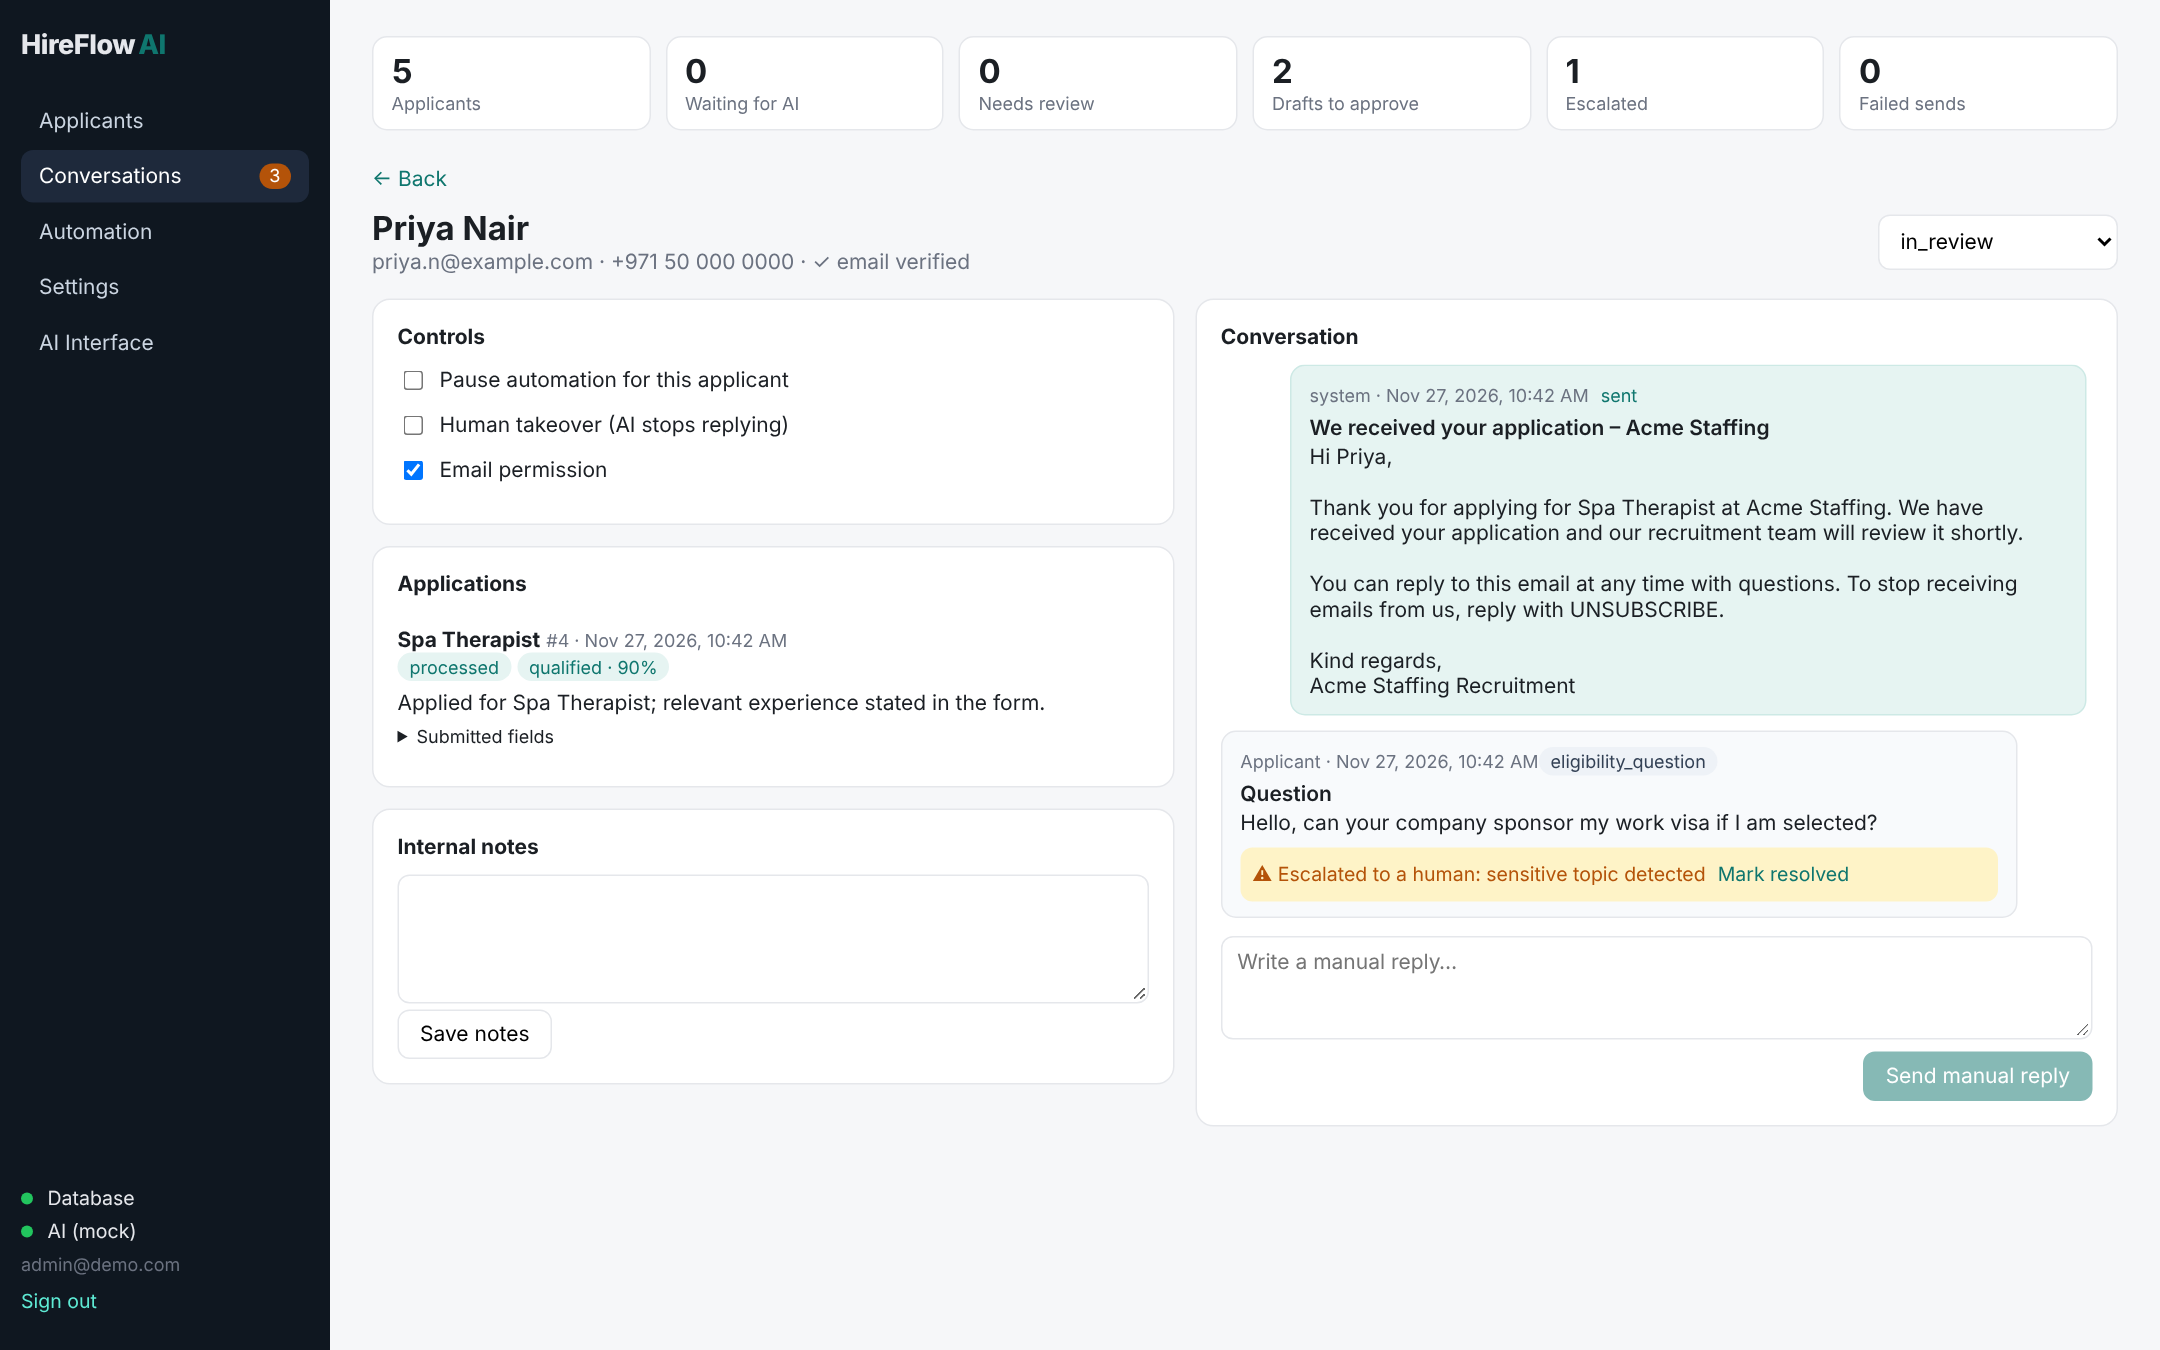 HireFlow AI
Applicants
Conversations 3
Automation
Settings
AI Interface
Database
AI (mock)
admin@demo.com
Sign out
5
Applicants
0
Waiting for AI
0
Needs review
2
Drafts to approve
1
Escalated
0
Failed sends
← Back
Priya Nair
priya.n@example.com · +971 50 000 0000 · ✓ email verified
in_review
Controls
Pause automation for this applicant
Human takeover (AI stops replying)
Email permission
Applications
Spa Therapist #4 · Nov 27, 2026, 10:42 AM
processed qualified · 90%
Applied for Spa Therapist; relevant experience stated in the form.
Submitted fields
Internal notes
Save notes
Conversation
system · Nov 27, 2026, 10:42 AM sent
We received your application – Acme Staffing
Hi Priya,
Thank you for applying for Spa Therapist at Acme Staffing. We have
received your application and our recruitment team will review it shortly.
You can reply to this email at any time with questions. To stop receiving
emails from us, reply with UNSUBSCRIBE.
Kind regards,
Acme Staffing Recruitment
Applicant · Nov 27, 2026, 10:42 AM eligibility_question
Question
Hello, can your company sponsor my work visa if I am selected?
⚠ Escalated to a human: sensitive topic detected Mark resolved
Write a manual reply...
Send manual reply